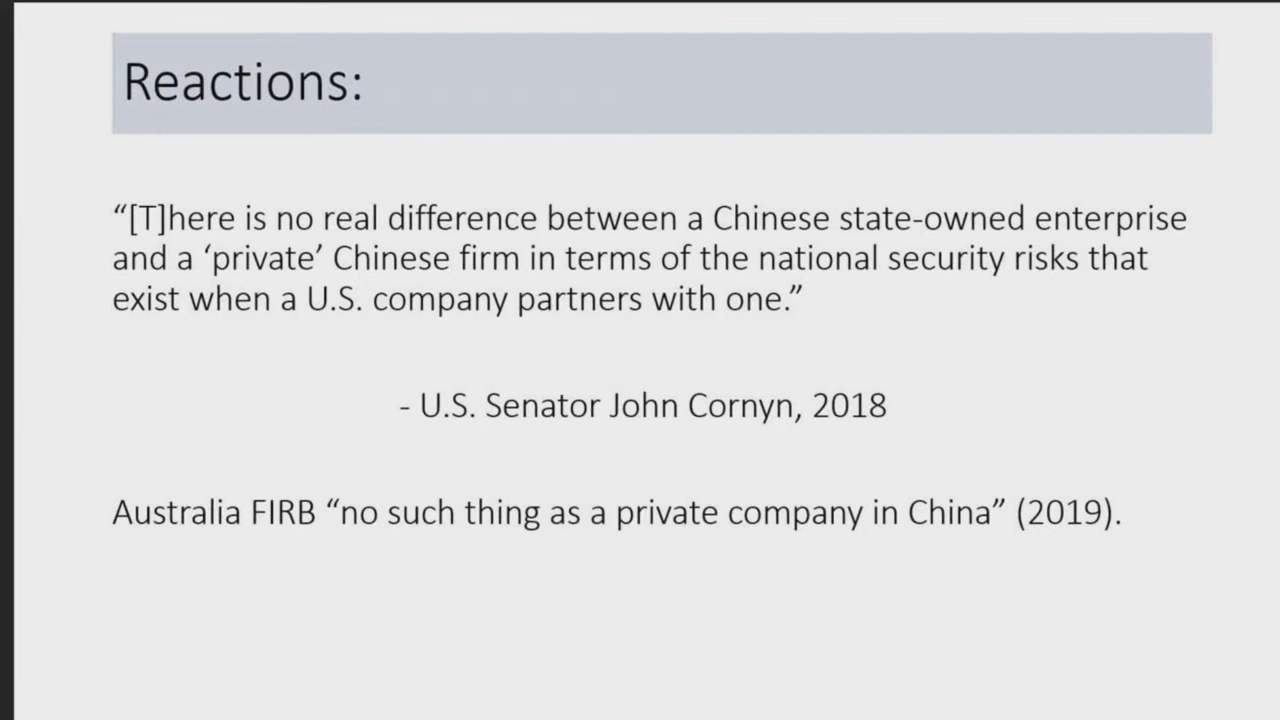 Reactions:
“[T]here is no real difference between a Chinese state-owned enterprise
and a ‘private’ Chinese firm in terms of the national security risks that
exist when a U.S. company partners with one.”
- U.S. Senator John Cornyn, 2018
Australia FIRB “no such thing as a private company in China” (2019).